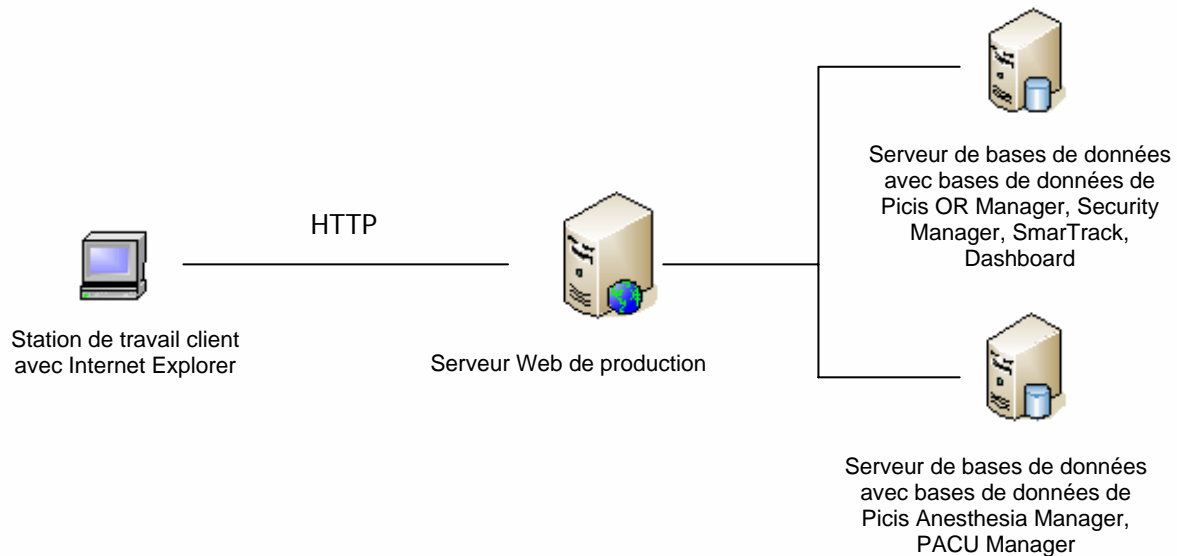 HTTP
Station de travail client
avec Internet Explorer
Serveur Web de production
Serveur de bases de données
avec bases de données de
Picis OR Manager, Security
Manager, SmarTrack,
Dashboard
Serveur de bases de données
avec bases de données de
Picis Anesthesia Manager,
PACU Manager